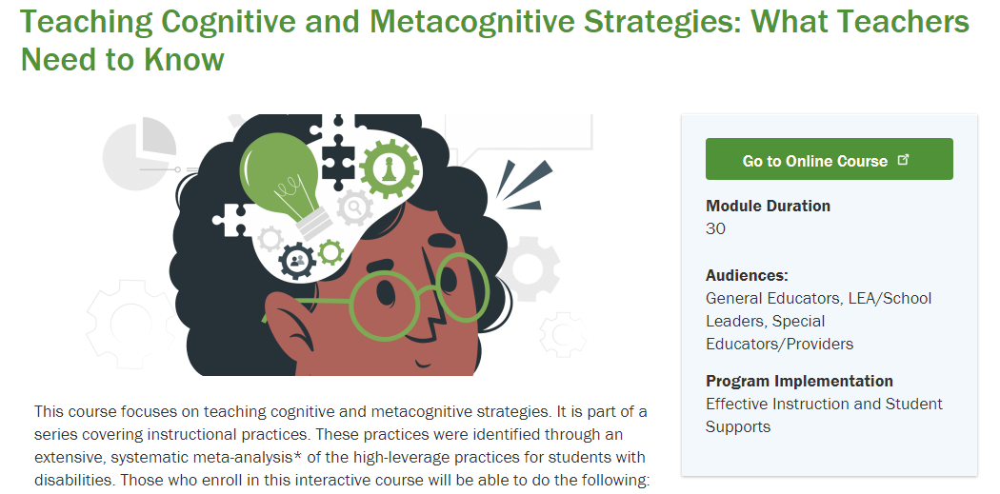 Teaching Cognitive and Metacognitive Strategies: What Teachers
Need to Know
Go to Online Course
Module Duration
30
Audiences:
General Educators, LEA/School
Leaders, Special
Educators/Providers
Program Implementation
Effective Instruction and Student
Supports
This course focuses on teaching cognitive and metacognitive strategies. It is part of a
series covering instructional practices. These practices were identified through an
extensive, systematic meta-analysis* of the high-leverage practices for students with
disabilities. Those who enroll in this interactive course will be able to do the following: